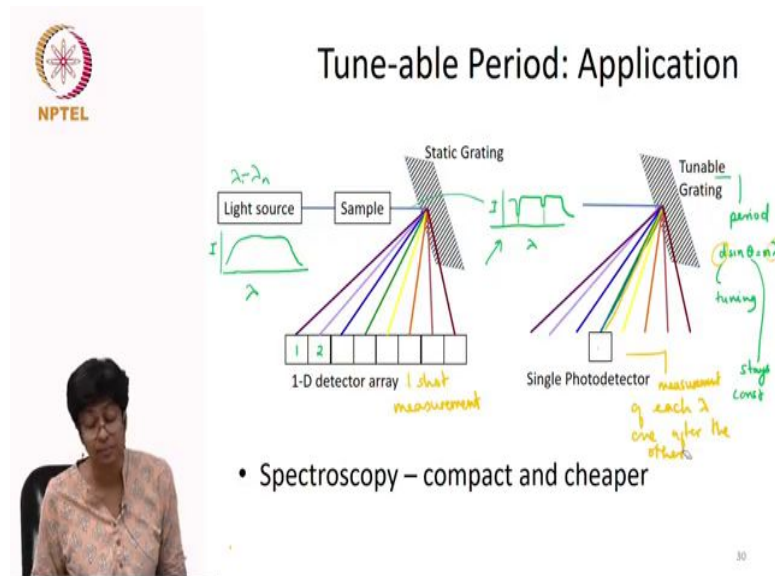 NPTEL
Tune-able Period: Application
Static Grating
λ₁-λₙ
Light source
Sample
I
λ
I
λ
Tunable
Grating
period
d sin θ = nλ
tuning
stays
const
1 2
1-D detector array
1 shot
measurement
Single Photodetector
measurement
of each λ
one after the
other
• Spectroscopy – compact and cheaper
30